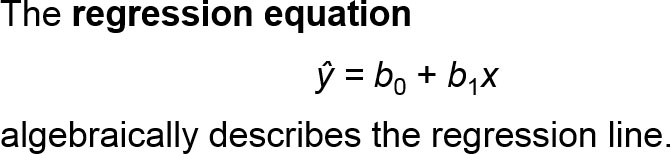 The regression equation
ŷ = b₀ + b₁x
algebraically describes the regression line.